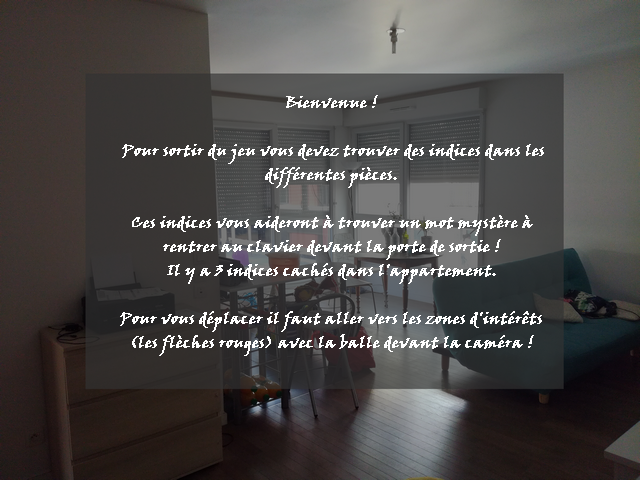 Bienvenue !
Pour sortir du jeu vous devez trouver des indices dans les
différentes pièces.
Ces indices vous aideront à trouver un mot mystère à
rentrer au clavier devant la porte de sortie !
Il y a 3 indices cachés dans l'appartement.
Pour vous déplacer il faut aller vers les zones d'intérêts
(les flèches rouges) avec la balle devant la caméra !